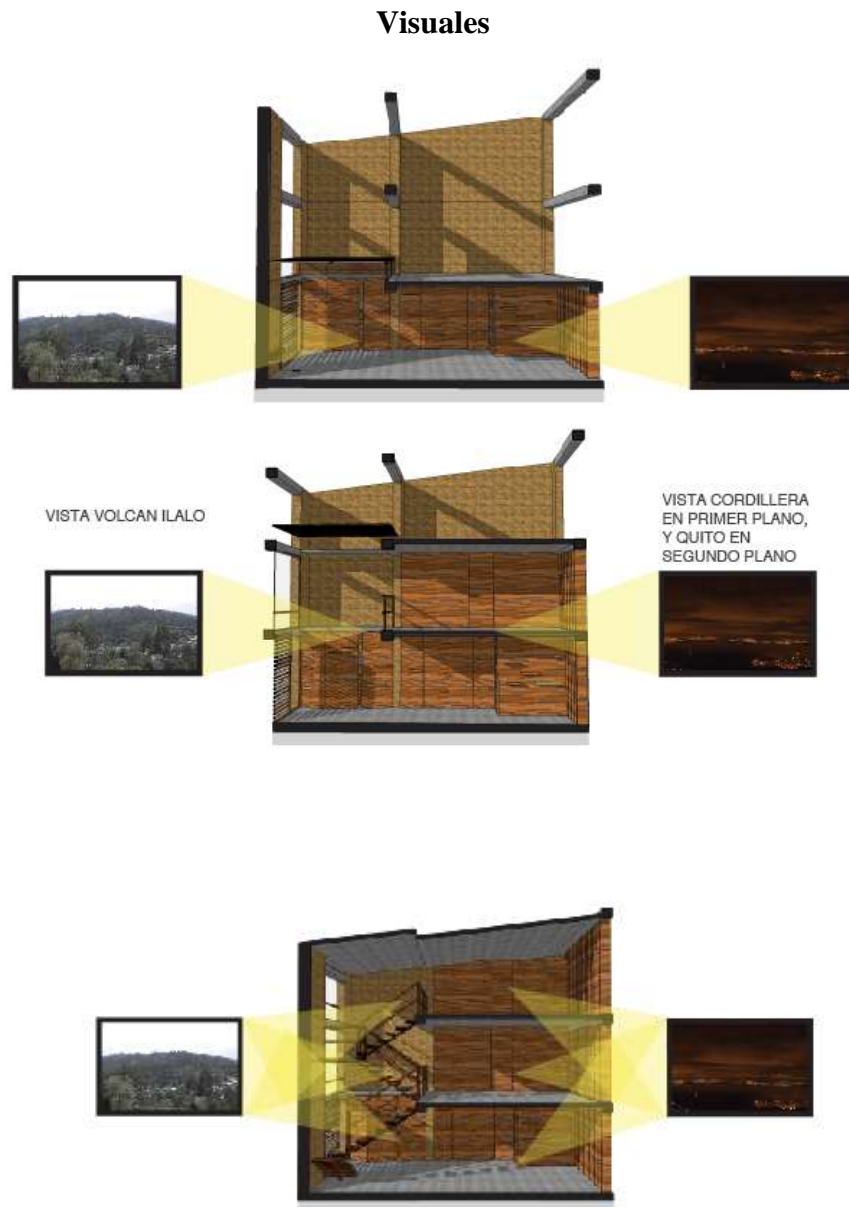 Visuales
VISTA VOLCAN ILALO
VISTA CORDILLERA
EN PRIMER PLANO,
Y QUITO EN
SEGUNDO PLANO